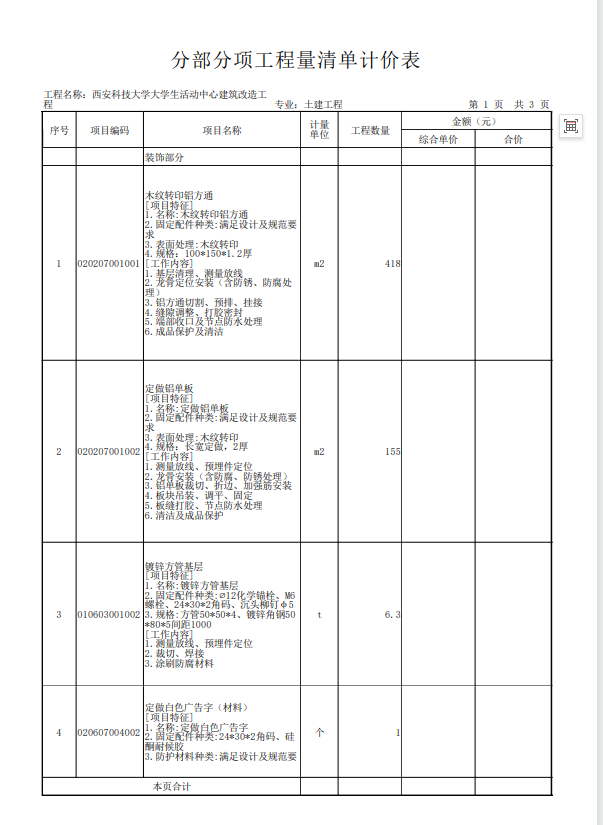 分部分项工程量清单计价表
工程名称: 西安科技大学大学生活动中心建筑改造工
程
专业: 土建工程
第 1 页 共 3 页
序号 项目编码 项目名称 计量
单位 工程数量 金额（元）
综合单价 合价
装饰部分
木纹转印铝方通
[项目特征]
1.名称:木纹转印铝方通
2.固定配件种类:满足设计及规范要
求
3.表面处理:木纹转印
4.规格: 100*150*1.2厚
[工作内容]
1.基层清理、测量放线
2.龙骨定位安装（含防锈、防腐处
理）
3.铝方通切割、预排、挂接
4.缝隙调整、打胶密封
5.端部收口及节点防水处理
6.成品保护及清洁
1 020207001001 m2 418
定做铝单板
[项目特征]
1.名称:定做铝单板
2.固定配件种类:满足设计及规范要
求
3.表面处理:木纹转印
4.规格: 长宽定做，2厚
[工作内容]
1.测量放线、预埋件定位
2.龙骨安装（含防腐、防锈处理）
3.铝单板裁切、折边、加强筋安装
4.板块吊装、调平、固定
5.板缝打胶、节点防水处理
6.清洁及成品保护
2 020207001002 m2 155
镀锌方管基层
[项目特征]
1.名称:镀锌方管基层
2.固定配件种类:∅12化学锚栓、M6
螺栓、24*30*2角码、沉头柳钉φ5
3.规格:方管50*50*4、镀锌角钢50
*80*5间距1000
[工作内容]
1.测量放线、预埋件定位
2.裁切、焊接
3.涂刷防腐材料
3 010603001002 t 6.3
定做白色广告字（材料）
[项目特征]
1.名称:定做白色广告字
2.固定配件种类:24*30*2角码、硅
酮耐候胶
3.防护材料种类:满足设计及规范要
4 020607004002 个 1
本页合计